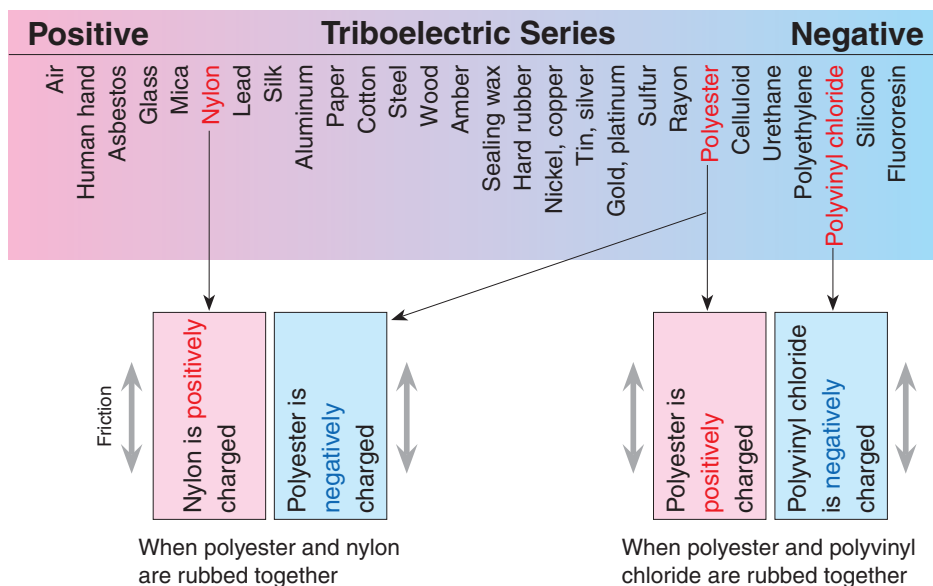 Positive Triboelectric Series Negative
Air
Human hand
Asbestos
Glass
Mica
Nylon
Lead
Silk
Aluminum
Paper
Cotton
Steel
Wood
Amber
Sealing wax
Hard rubber
Nickel, copper
Tin, silver
Gold, platinum
Sulfur
Rayon
Polyester
Celluloid
Urethane
Polyethylene
Polyvinyl chloride
Silicone
Fluororesin
Friction
Nylon is positively
charged
Polyester is
negatively
charged
When polyester and nylon
are rubbed together
Polyester is
positively
charged
Polyvinyl chloride
is negatively
charged
When polyester and polyvinyl
chloride are rubbed together